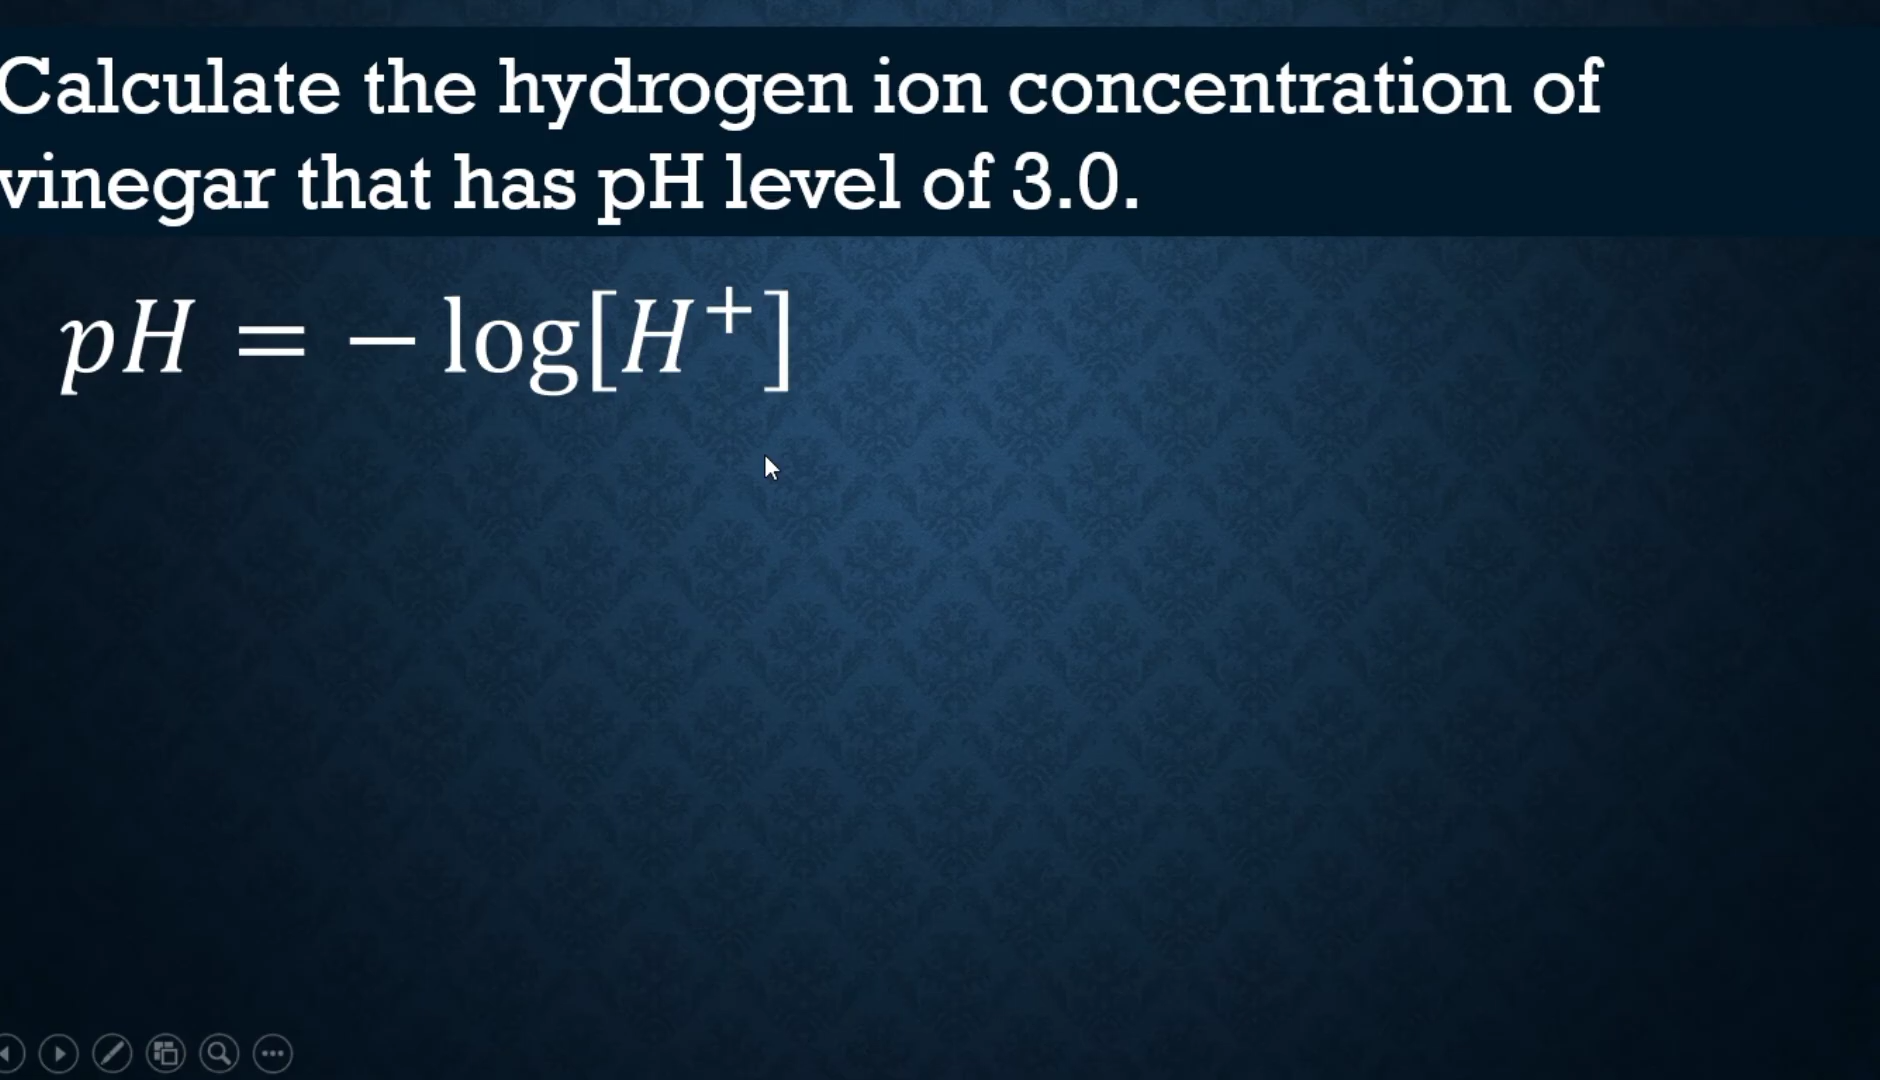 Calculate the hydrogen ion concentration of
vinegar that has pH level of 3.0.
pH = − log[H⁺]